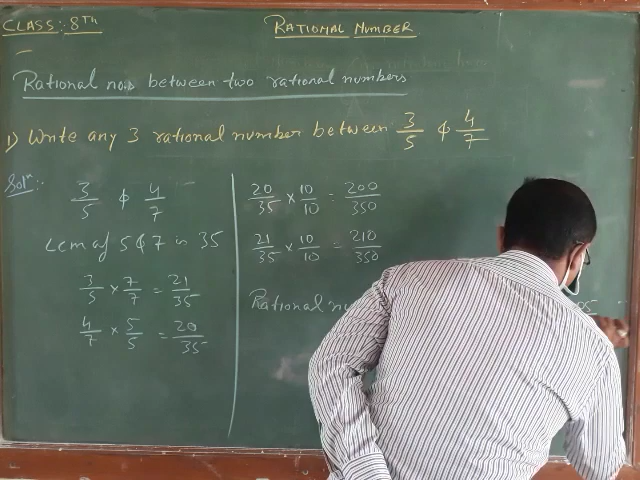 CLASS: 8TH
RATIONAL NUMBER
Rational nos between two rational numbers
1) Write any 3 rational number between 3/5 & 4/7
Soln:-
3/5 & 4/7
LCM of 5 & 7 is 35
3/5 × 7/7 = 21/35
4/7 × 5/5 = 20/35
20/35 × 10/10 = 200/350
21/35 × 10/10 = 210/350
Rational